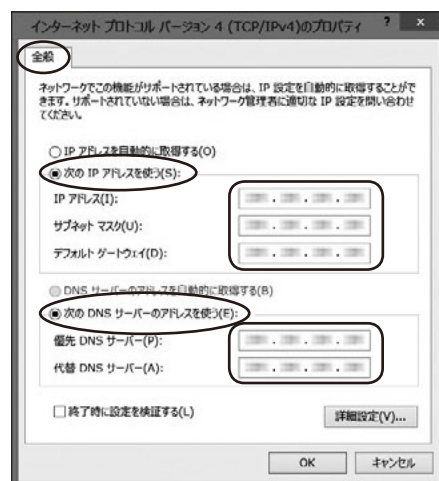 インターネット プロトコル バージョン 4 (TCP/IPv4)のプロパティ
全般
ネットワークでこの機能がサポートされている場合は、IP 設定を自動的に取得することがで
きます。サポートされていない場合は、ネットワーク管理者に適切な IP 設定を問い合わせ
てください。
IP アドレスを自動的に取得する(O)
次の IP アドレスを使う(S):
IP アドレス(I):
サブネット マスク(U):
デフォルト ゲートウェイ(D):
DNS サーバーのアドレスを自動的に取得する(B)
次の DNS サーバーのアドレスを使う(E):
優先 DNS サーバー(P):
代替 DNS サーバー(A):
終了時に設定を検証する(L)
詳細設定(V)...
OK キャンセル